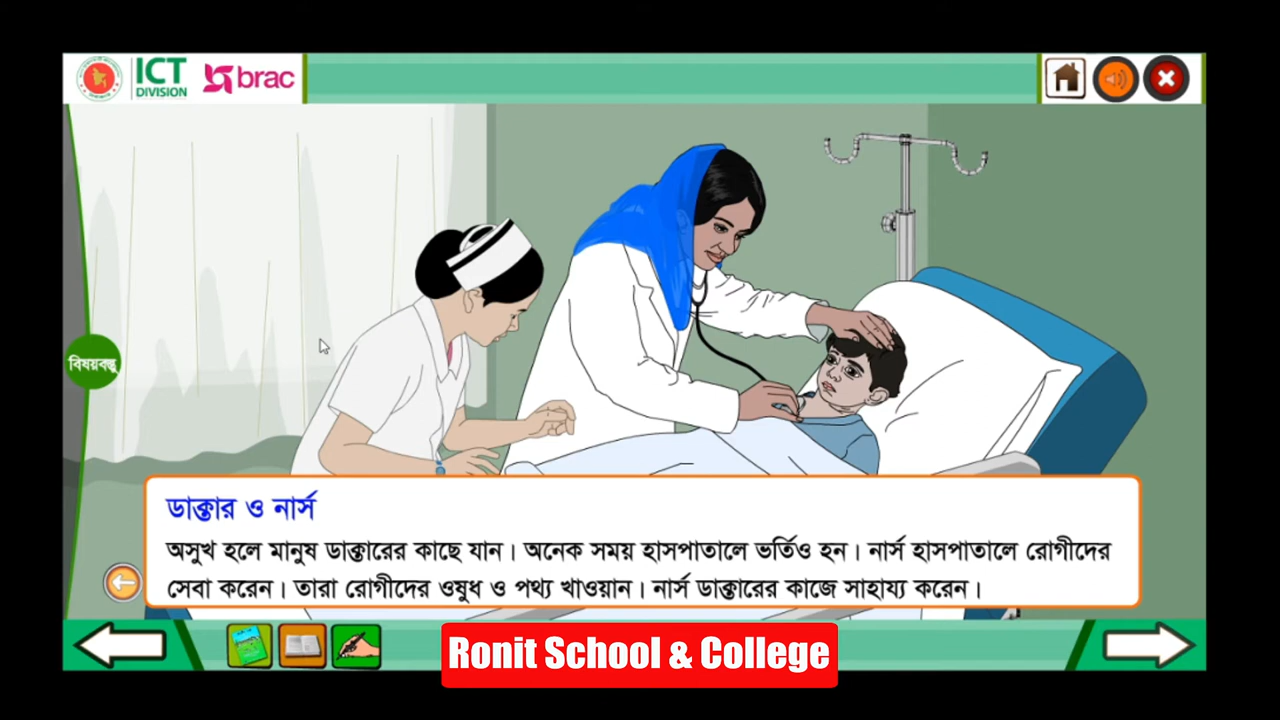 ICT
DIVISION
brac
বিষয়বস্তু
ডাক্তার ও নার্স
অসুখ হলে মানুষ ডাক্তারের কাছে যান। অনেক সময় হাসপাতালে ভর্তিও হন। নার্স হাসপাতালে রোগীদের
সেবা করেন। তারা রোগীদের ওষুধ ও পথ্য খাওয়ান। নার্স ডাক্তারের কাজে সাহায্য করেন।
Ronit School & College